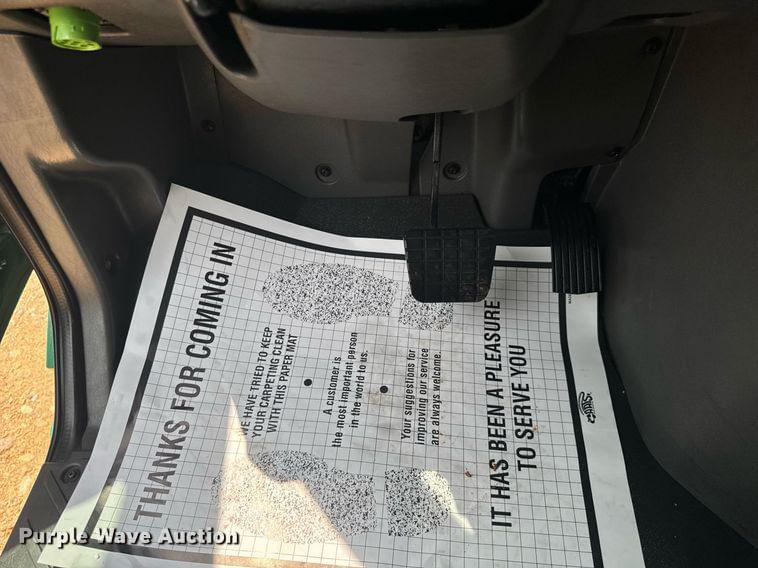 THANKS FOR COMING IN
WE HAVE TRIED TO KEEP
YOUR CARPETING CLEAN
WITH THIS PAPER MAT
A customer is
the most important person
in the world to us.
Your suggestions for
improving our service
are always welcome.
IT HAS BEEN A PLEASURE
TO SERVE YOU
Purple Wave Auction